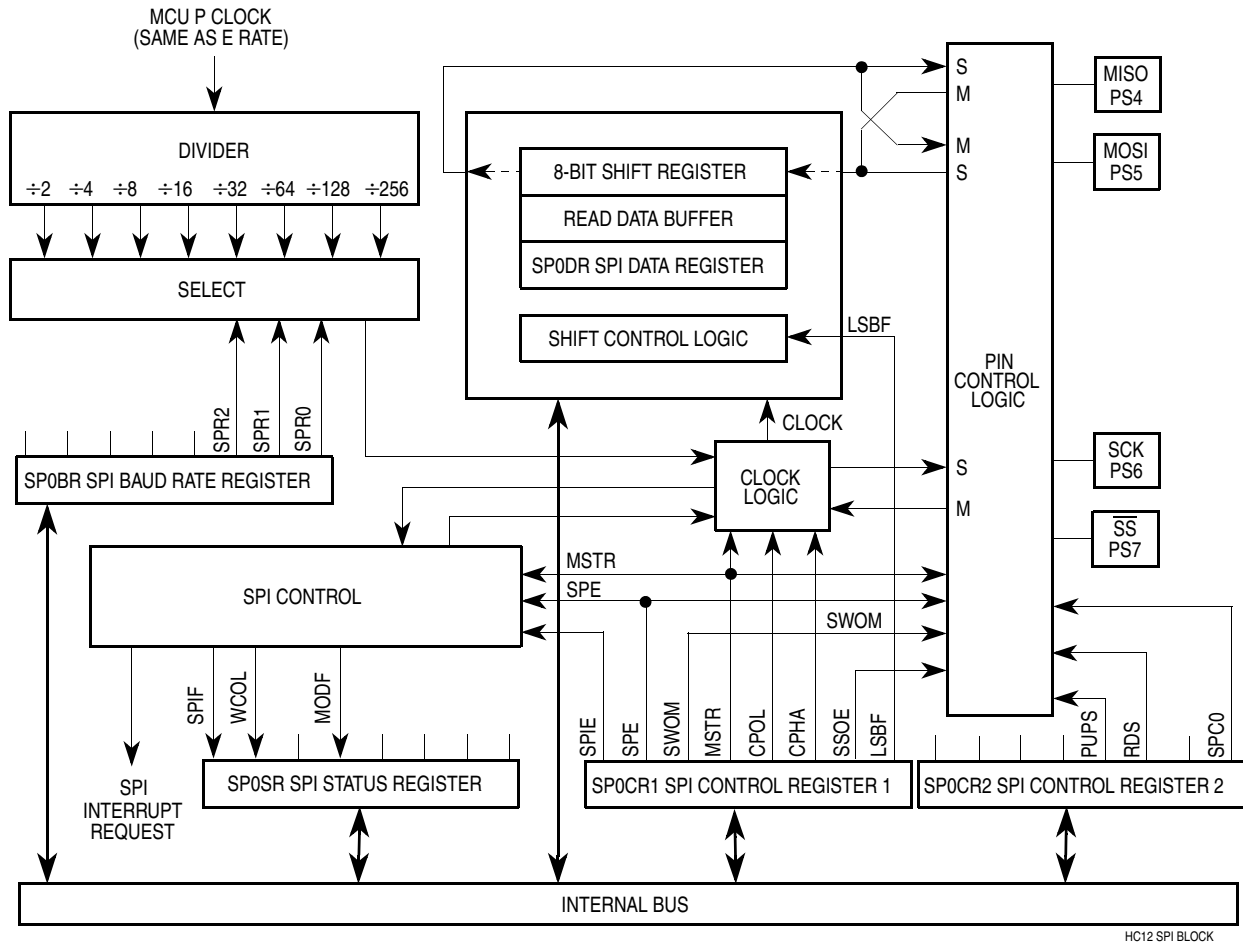 MCU P CLOCK
(SAME AS E RATE)
DIVIDER
÷2 ÷4 ÷8 ÷16 ÷32 ÷64 ÷128 ÷256
SELECT
SPR2
SPR1
SPR0
SP0BR SPI BAUD RATE REGISTER
8-BIT SHIFT REGISTER
READ DATA BUFFER
SP0DR SPI DATA REGISTER
SHIFT CONTROL LOGIC
LSBF
CLOCK
CLOCK
LOGIC
S
M
M
S
PIN
CONTROL
LOGIC
S
M
MISO
PS4
MOSI
PS5
SCK
PS6
SS
PS7
SPI CONTROL
MSTR
SPE
SWOM
SPIF
WCOL
MODF
SPI
INTERRUPT
REQUEST
SP0SR SPI STATUS REGISTER
SPIE
SPE
SWOM
MSTR
CPOL
CPHA
SSOE
LSBF
SP0CR1 SPI CONTROL REGISTER 1
PUPS
RDS
SPC0
SP0CR2 SPI CONTROL REGISTER 2
INTERNAL BUS
HC12 SPI BLOCK